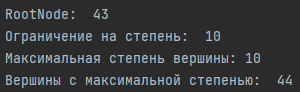 RootNode:  43
Ограничение на степень:  10
Максимальная степень вершины: 10
Вершины с максимальной степенью:  44